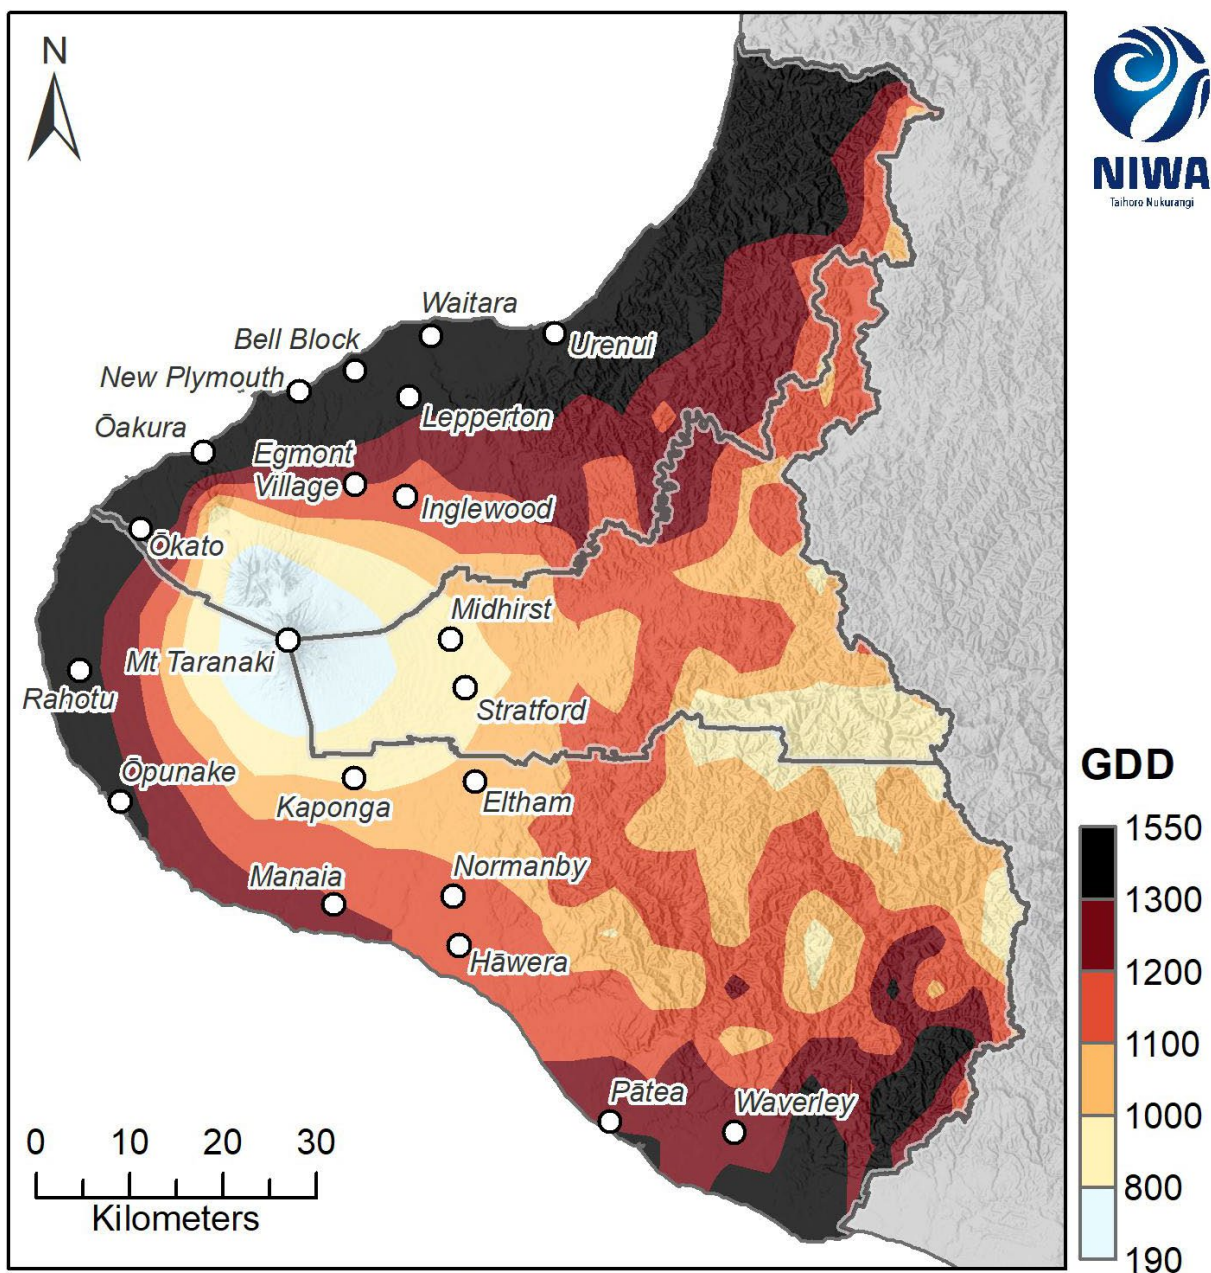 N
NIWA
Taihoro Nukurangi
Waitara
Bell Block
Urenui
New Plymouth
Lepperton
Ōakura
Egmont
Village
Inglewood
Ōkato
Midhirst
Mt Taranaki
Rahotu
Stratford
Ōpunake
Kaponga
Eltham
Manaia
Normanby
Hāwera
Pātea
Waverley
0 10 20 30
Kilometers
GDD
1550
1300
1200
1100
1000
800
190